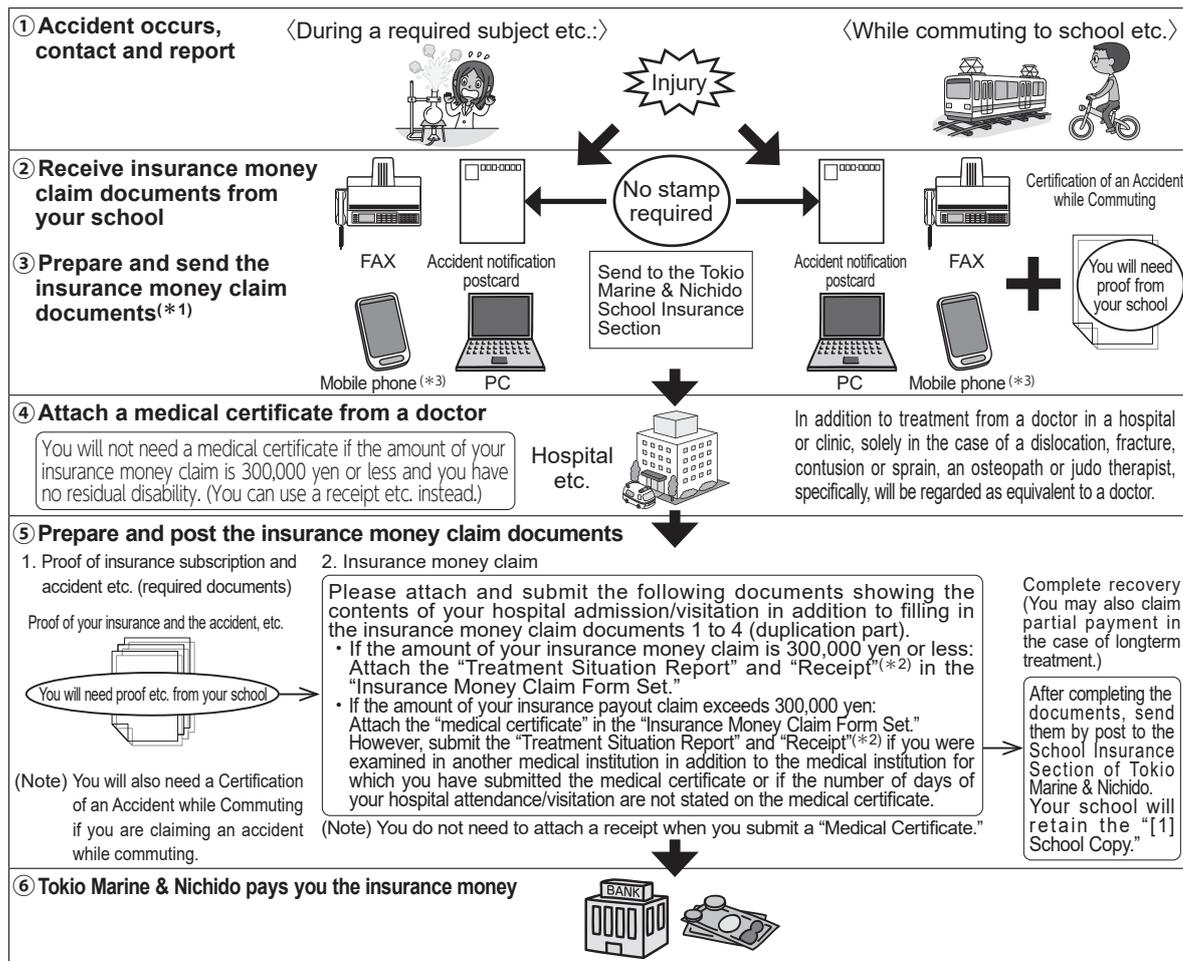 ① Accident occurs,
contact and report
〈During a required subject etc.:〉
Injury
〈While commuting to school etc.〉
② Receive insurance money
claim documents from
your school
③ Prepare and send the
insurance money claim
documents(*1)
FAX
Accident notification
postcard
Mobile phone (*3)
PC
No stamp
required
Send to the Tokio
Marine & Nichido
School Insurance
Section
Accident notification
postcard
FAX
PC
Mobile phone (*3)
Certification of an Accident
while Commuting
You will need
proof from
your school
④ Attach a medical certificate from a doctor
You will not need a medical certificate if the amount of your
insurance money claim is 300,000 yen or less and you have
no residual disability. (You can use a receipt etc. instead.)
Hospital
etc.
In addition to treatment from a doctor in a hospital
or clinic, solely in the case of a dislocation, fracture,
contusion or sprain, an osteopath or judo therapist,
specifically, will be regarded as equivalent to a doctor.
⑤ Prepare and post the insurance money claim documents
1. Proof of insurance subscription and
accident etc. (required documents)
Proof of your insurance and the accident, etc.
You will need proof etc. from your school
(Note) You will also need a Certification
of an Accident while Commuting
if you are claiming an accident
while commuting.
2. Insurance money claim
Please attach and submit the following documents showing the
contents of your hospital admission/visitation in addition to filling in
the insurance money claim documents 1 to 4 (duplication part).
・If the amount of your insurance money claim is 300,000 yen or less:
Attach the “Treatment Situation Report” and “Receipt”(*2) in the
“Insurance Money Claim Form Set.”
・If the amount of your insurance payout claim exceeds 300,000 yen:
Attach the “medical certificate” in the “Insurance Money Claim Form Set.”
However, submit the “Treatment Situation Report” and “Receipt”(*2) if you were
examined in another medical institution in addition to the medical institution for
which you have submitted the medical certificate or if the number of days of
your hospital attendance/visitation are not stated on the medical certificate.
(Note) You do not need to attach a receipt when you submit a “Medical Certificate.”
Complete recovery
(You may also claim
partial payment in
the case of longterm
treatment.)
After completing the
documents, send
them by post to the
School Insurance
Section of Tokio
Marine & Nichido.
Your school will
retain the “[1]
School Copy.”
⑥ Tokio Marine & Nichido pays you the insurance money
BANK